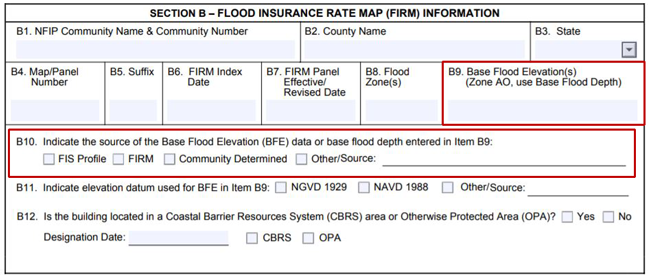 SECTION B – FLOOD INSURANCE RATE MAP (FIRM) INFORMATION
B1. NFIP Community Name & Community Number
B2. County Name
B3. State
B4. Map/Panel
Number
B5. Suffix
B6. FIRM Index
Date
B7. FIRM Panel
Effective/
Revised Date
B8. Flood
Zone(s)
B9. Base Flood Elevation(s)
(Zone AO, use Base Flood Depth)
B10. Indicate the source of the Base Flood Elevation (BFE) data or base flood depth entered in Item B9:
FIS Profile FIRM Community Determined Other/Source:
B11. Indicate elevation datum used for BFE in Item B9: NGVD 1929 NAVD 1988 Other/Source:
B12. Is the building located in a Coastal Barrier Resources System (CBRS) area or Otherwise Protected Area (OPA)? Yes No
Designation Date: CBRS OPA